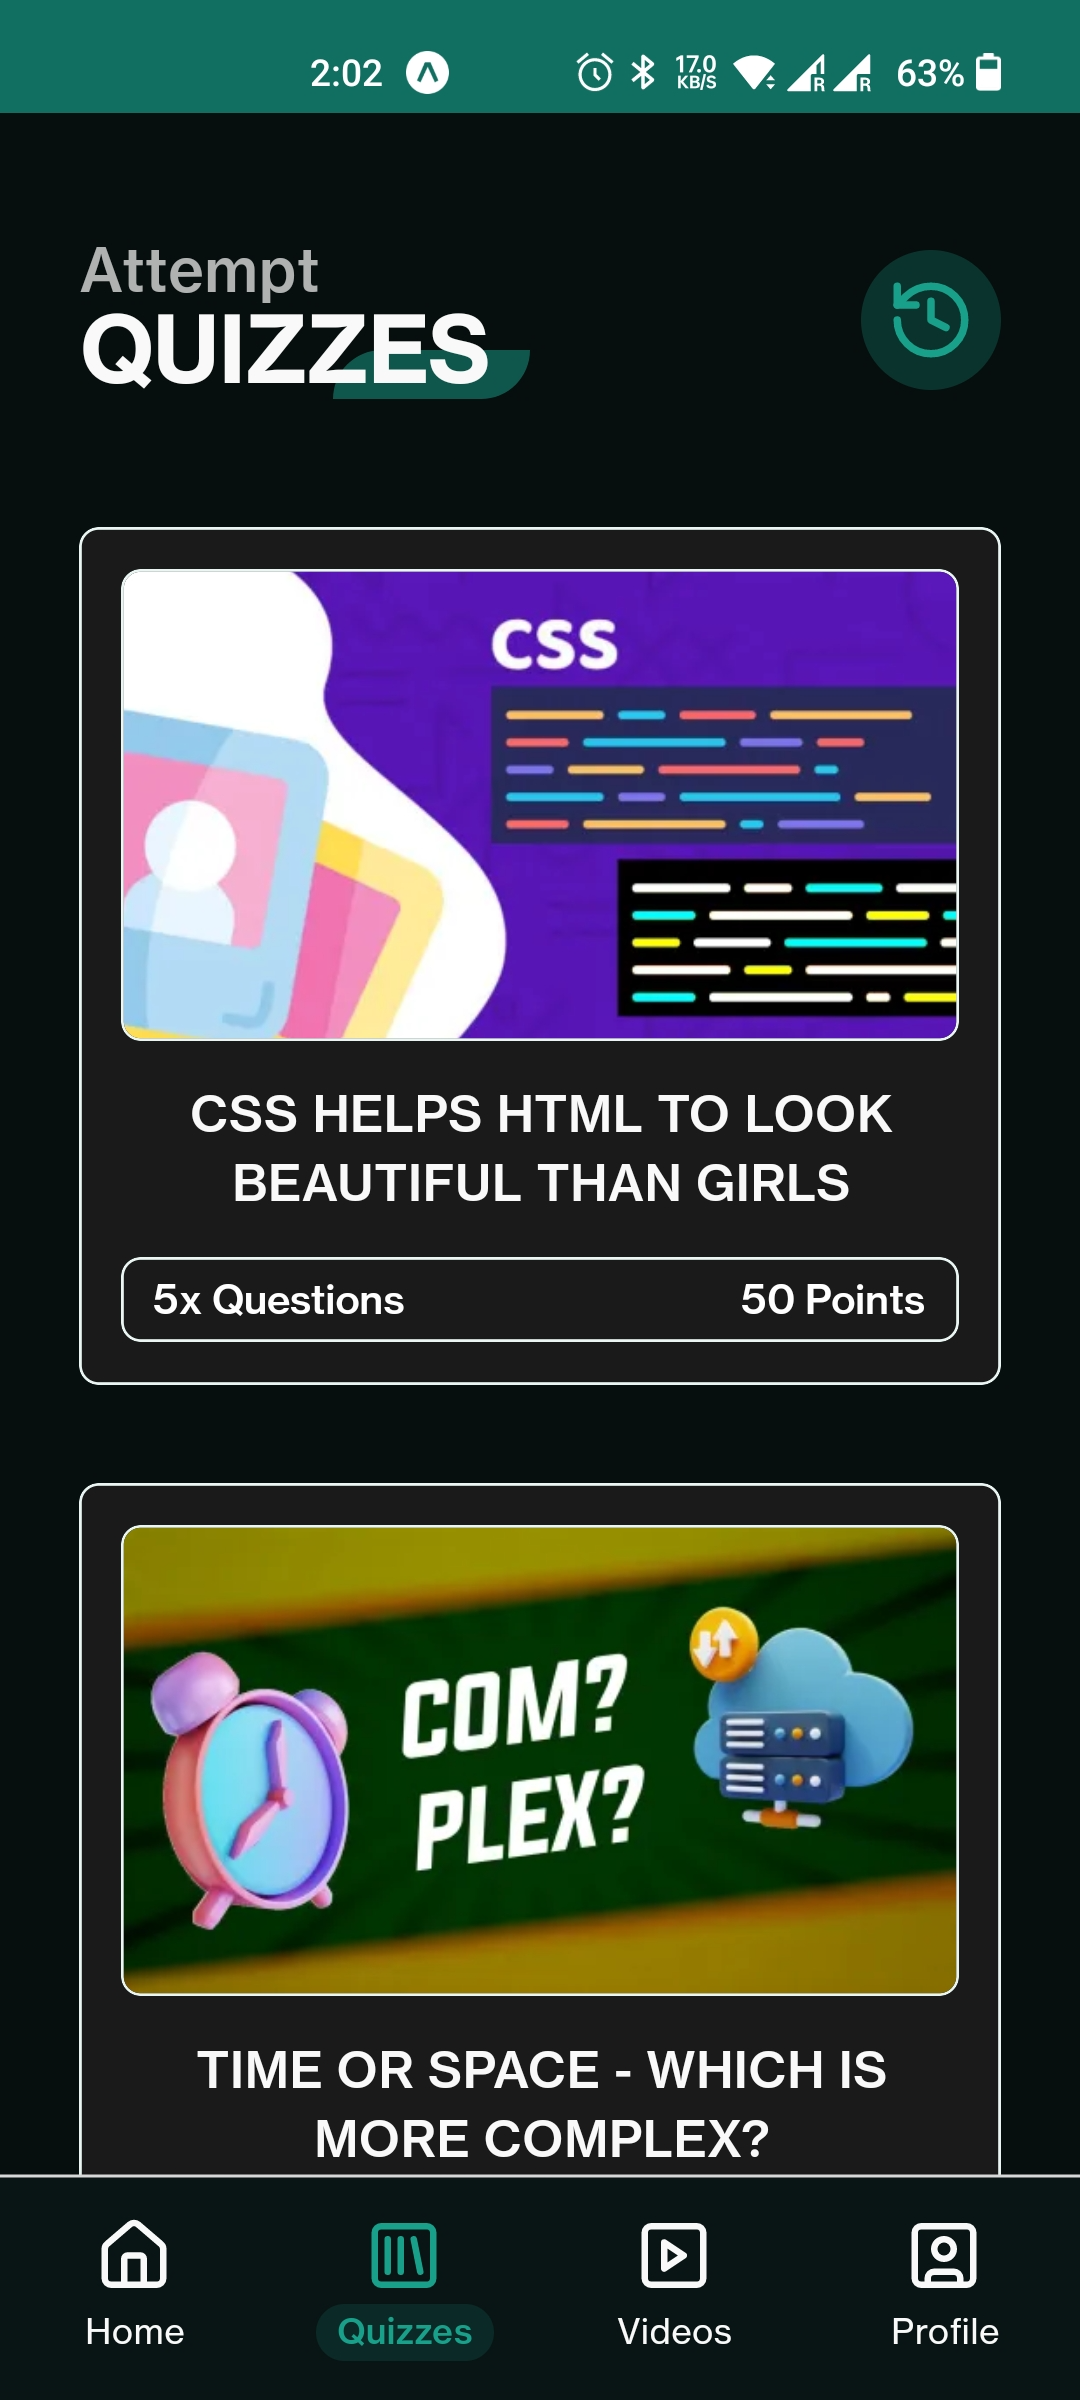 2:02
17.0
KB/S
R
R
63%
Attempt
QUIZZES
CSS
CSS HELPS HTML TO LOOK
BEAUTIFUL THAN GIRLS
5x Questions
50 Points
COM?
PLEX?
TIME OR SPACE - WHICH IS
MORE COMPLEX?
Home
Quizzes
Videos
Profile